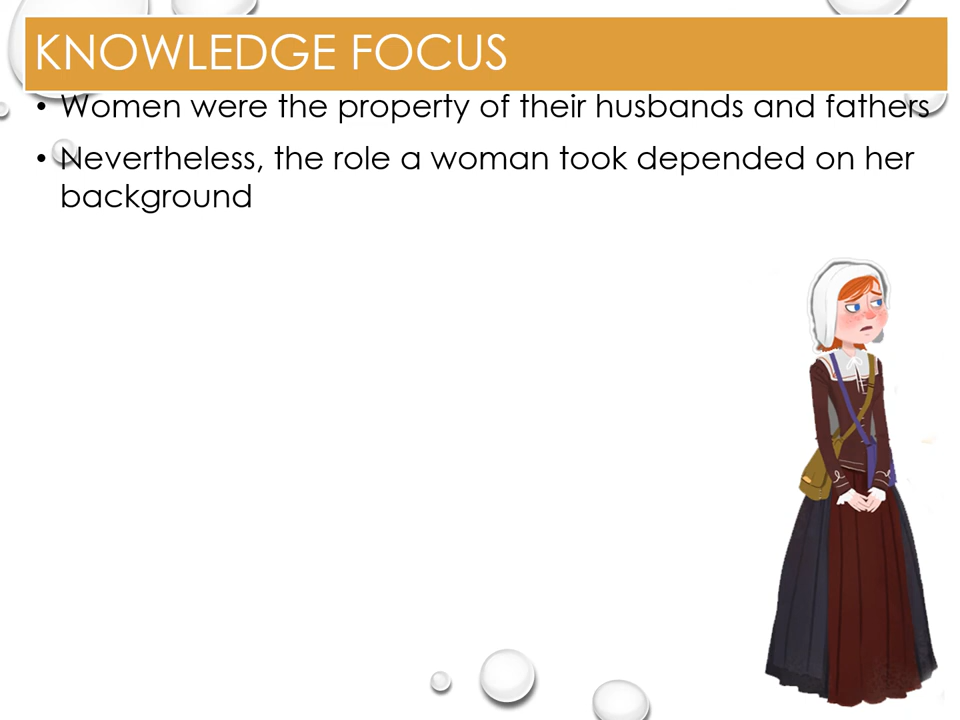 KNOWLEDGE FOCUS
• Women were the property of their husbands and fathers
• Nevertheless, the role a woman took depended on her
background